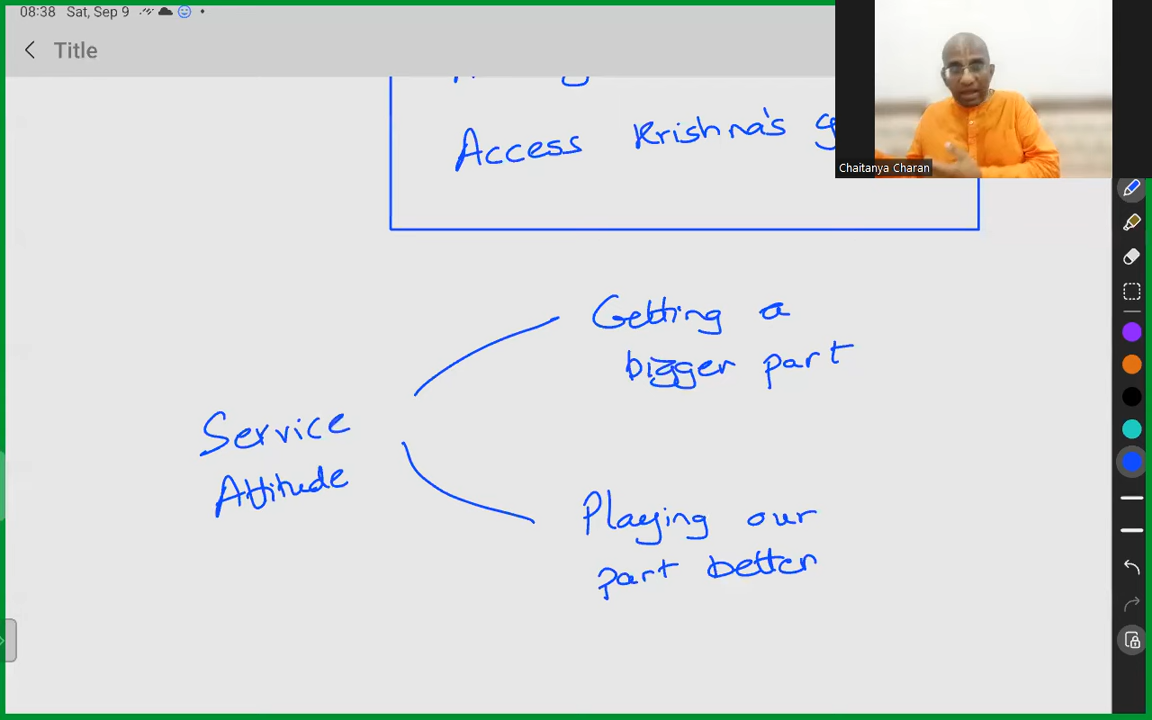 08:38 Sat, Sep 9
Title
Access Krishna's
Chaitanya Charan
Getting a
bigger part
Service
Attitude
Playing our
part better